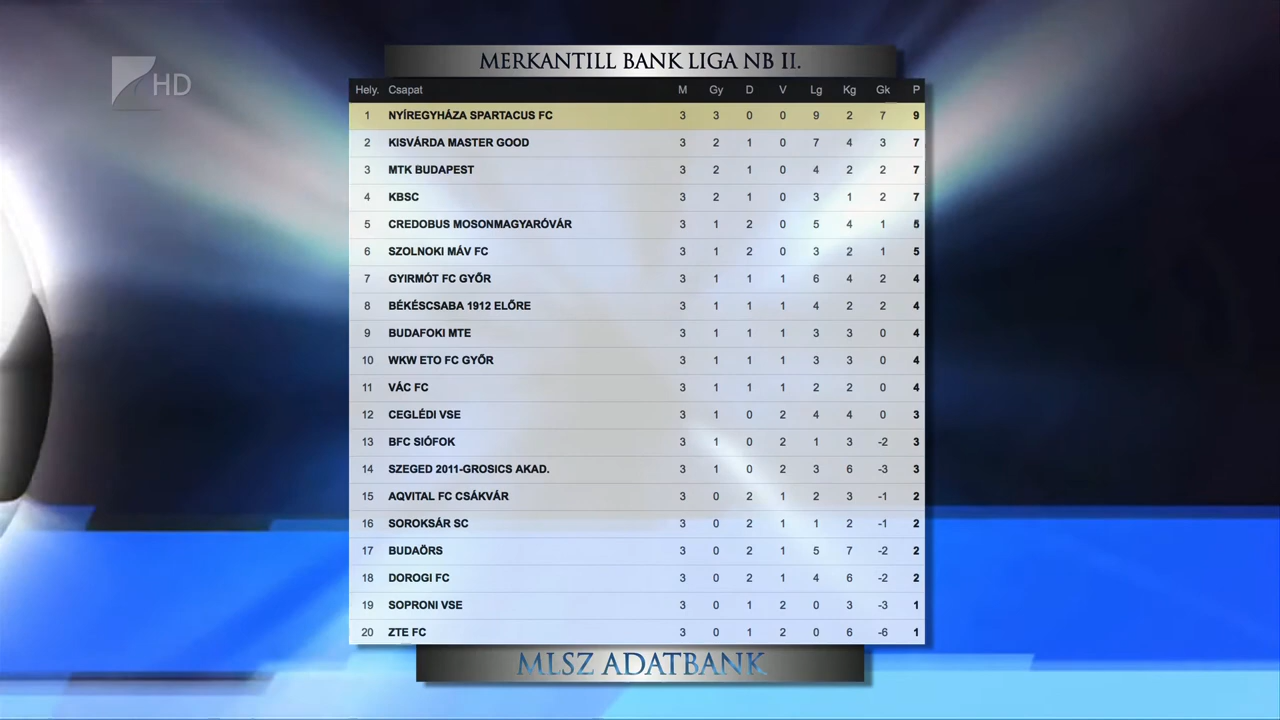 MERKANTILL BANK LIGA NB II.
HD
Hely. Csapat M Gy D V Lg Kg Gk P
1 NYÍREGYHÁZA SPARTACUS FC 3 3 0 0 9 2 7 9
2 KISVÁRDA MASTER GOOD 3 2 1 0 7 4 3 7
3 MTK BUDAPEST 3 2 1 0 4 2 2 7
4 KBSC 3 2 1 0 3 1 2 7
5 CREDOBUS MOSONMAGYARÓVÁR 3 1 2 0 5 4 1 5
6 SZOLNOKI MÁV FC 3 1 2 0 3 2 1 5
7 GYIRMÓT FC GYŐR 3 1 1 1 6 4 2 4
8 BÉKÉSCSABA 1912 ELŐRE 3 1 1 1 4 2 2 4
9 BUDAFOKI MTE 3 1 1 1 3 3 0 4
10 WKW ETO FC GYŐR 3 1 1 1 3 3 0 4
11 VÁC FC 3 1 1 1 2 2 0 4
12 CEGLÉDI VSE 3 1 0 2 4 4 0 3
13 BFC SIÓFOK 3 1 0 2 1 3 -2 3
14 SZEGED 2011-GROSICS AKAD. 3 1 0 2 3 6 -3 3
15 AQVITAL FC CSÁKVÁR 3 0 2 1 2 3 -1 2
16 SOROKSÁR SC 3 0 2 1 1 2 -1 2
17 BUDAÖRS 3 0 2 1 5 7 -2 2
18 DOROGI FC 3 0 2 1 4 6 -2 2
19 SOPRONI VSE 3 0 1 2 0 3 -3 1
20 ZTE FC 3 0 1 2 0 6 -6 1
MLSZ ADATBANK